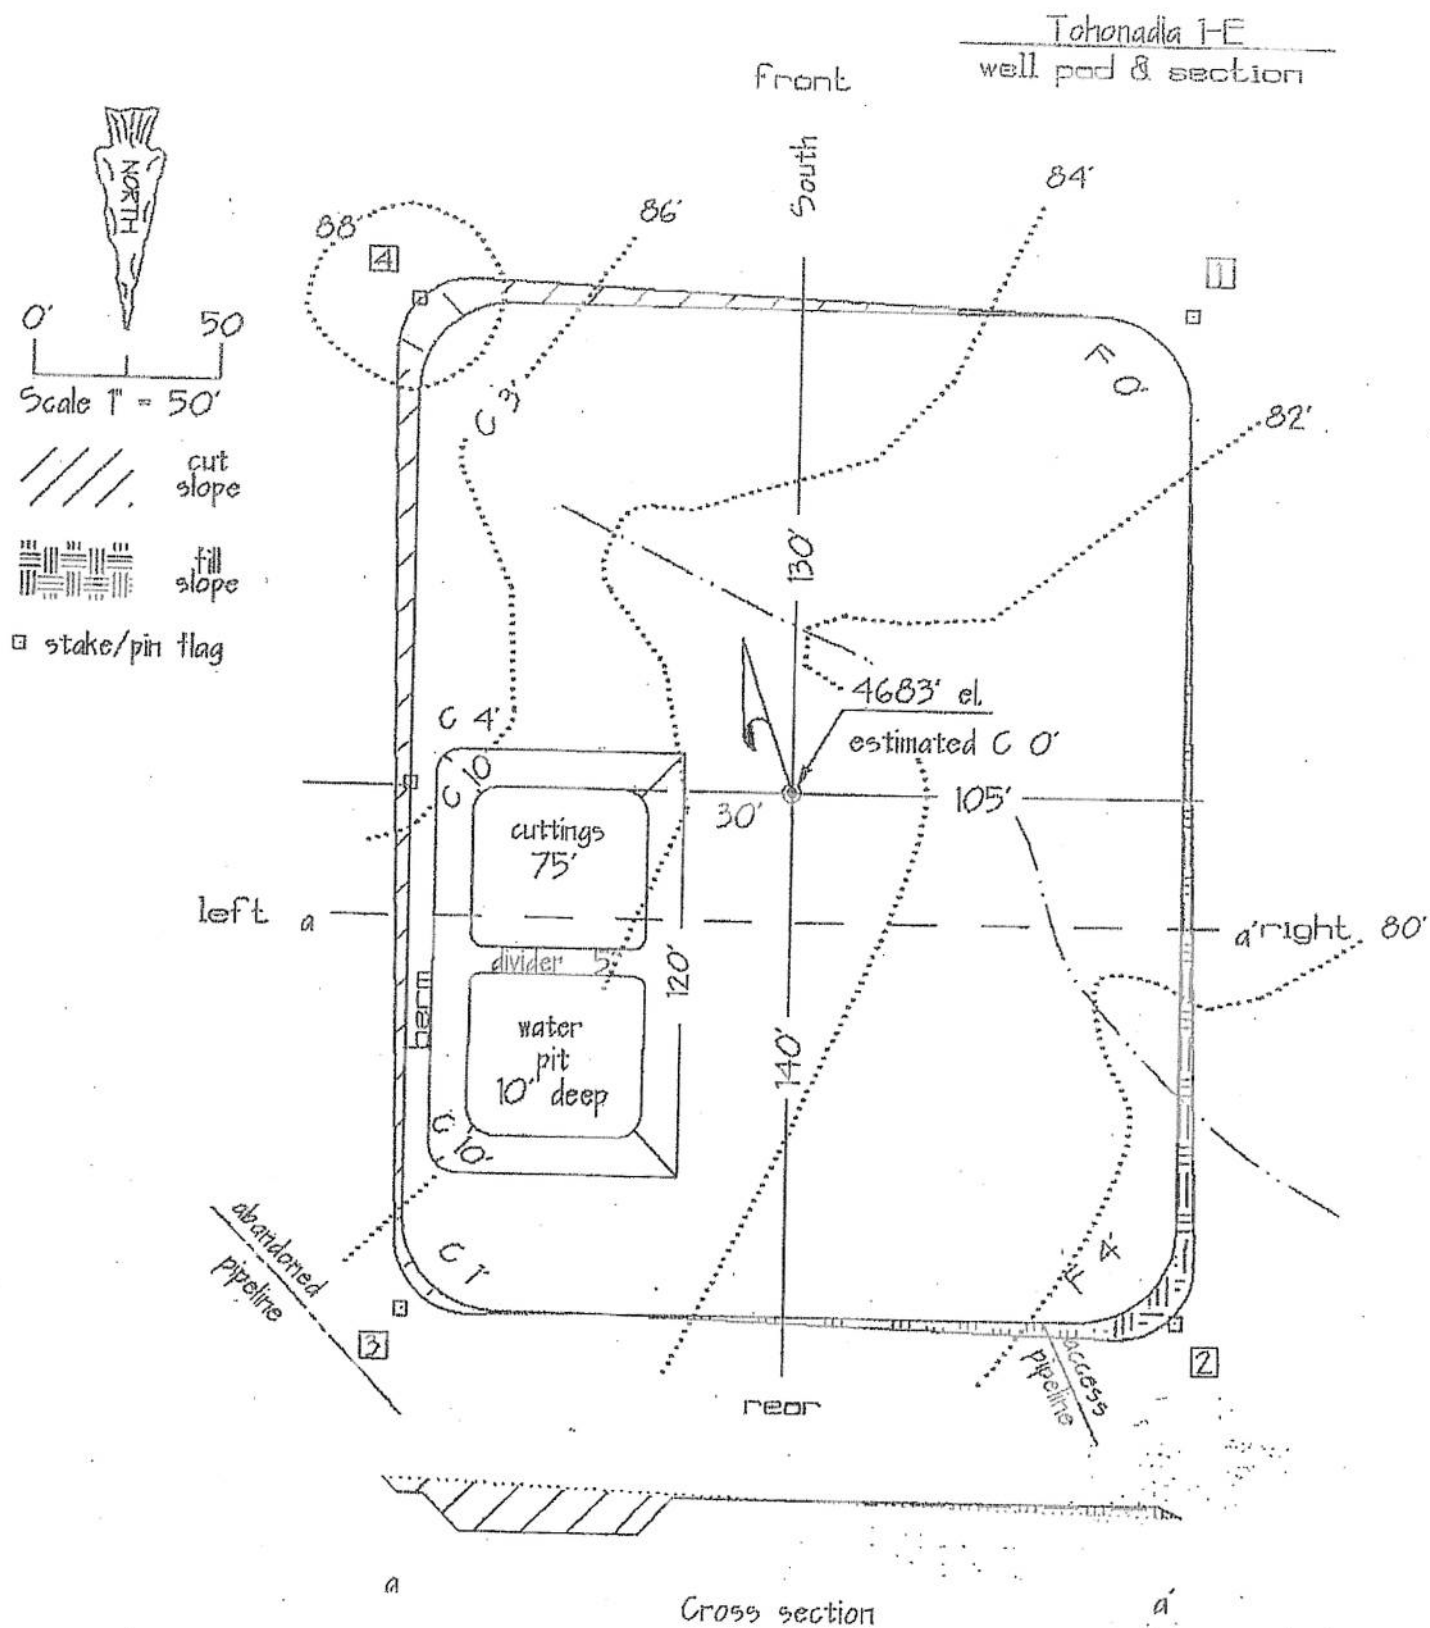 Tohonadla 1-E
well pad & section
front
South
NORTH
0'
50
Scale 1" = 50'
cut
slope
fill
slope
stake/pin flag
88'
86'
84'
82'
4
1
C 3'
F 0'
130'
4683' el.
estimated C 0'
C 4'
C 10
cuttings
75'
30'
105'
left
a
a'
right
80'
divider 5'
120'
berm
water
pit
10' deep
140'
C 10'
C 1'
F 4'
abandoned
pipeline
3
2
access
pipeline
rear
a
a'
Cross section